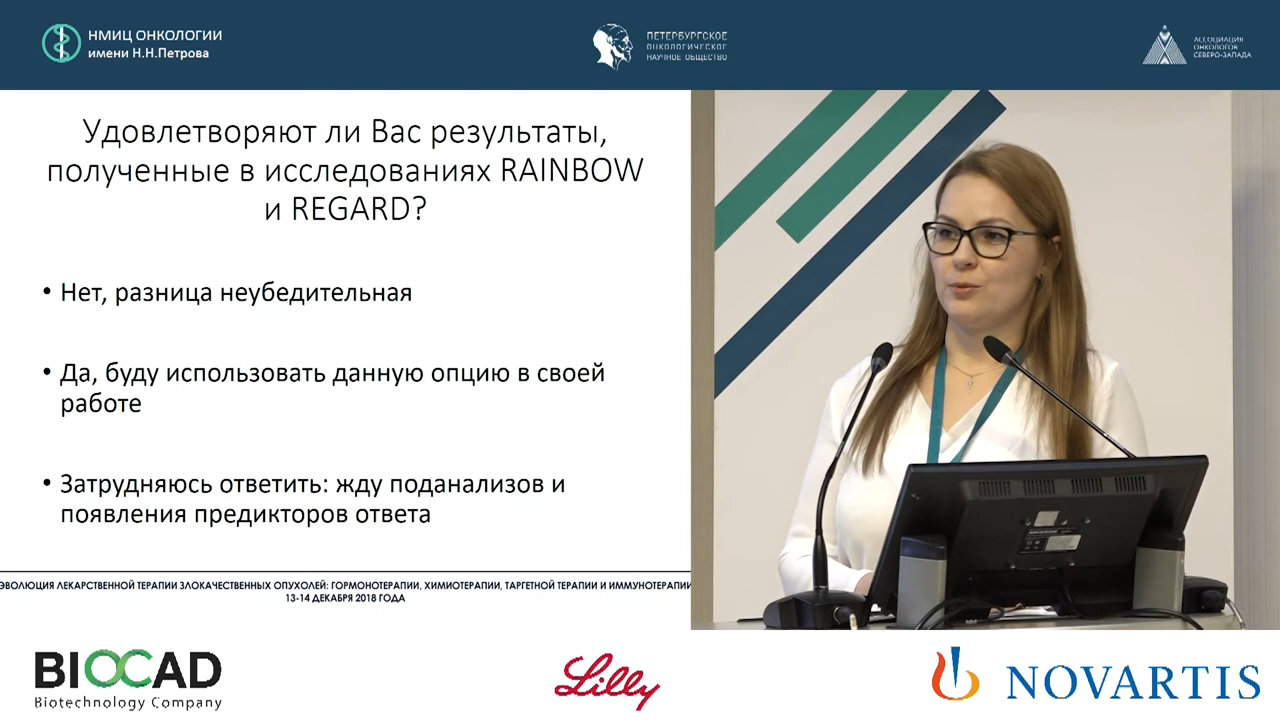 НМИЦ ОНКОЛОГИИ
имени Н.Н.Петрова
ПЕТЕРБУРГСКОЕ
ОНКОЛОГИЧЕСКОЕ
НАУЧНОЕ ОБЩЕСТВО
АССОЦИАЦИЯ
ОНКОЛОГОВ
СЕВЕРО-ЗАПАДА
Удовлетворяют ли Вас результаты,
полученные в исследованиях RAINBOW
и REGARD?
• Нет, разница неубедительная
• Да, буду использовать данную опцию в своей
работе
• Затрудняюсь ответить: жду поданализов и
появления предикторов ответа
ЭВОЛЮЦИЯ ЛЕКАРСТВЕННОЙ ТЕРАПИИ ЗЛОКАЧЕСТВЕННЫХ ОПУХОЛЕЙ: ГОРМОНОТЕРАПИИ, ХИМИОТЕРАПИИ, ТАРГЕТНОЙ ТЕРАПИИ И ИММУНОТЕРАПИИ
13-14 ДЕКАБРЯ 2018 ГОДА
BIOCAD
Biotechnology Company
Lilly
NOVARTIS